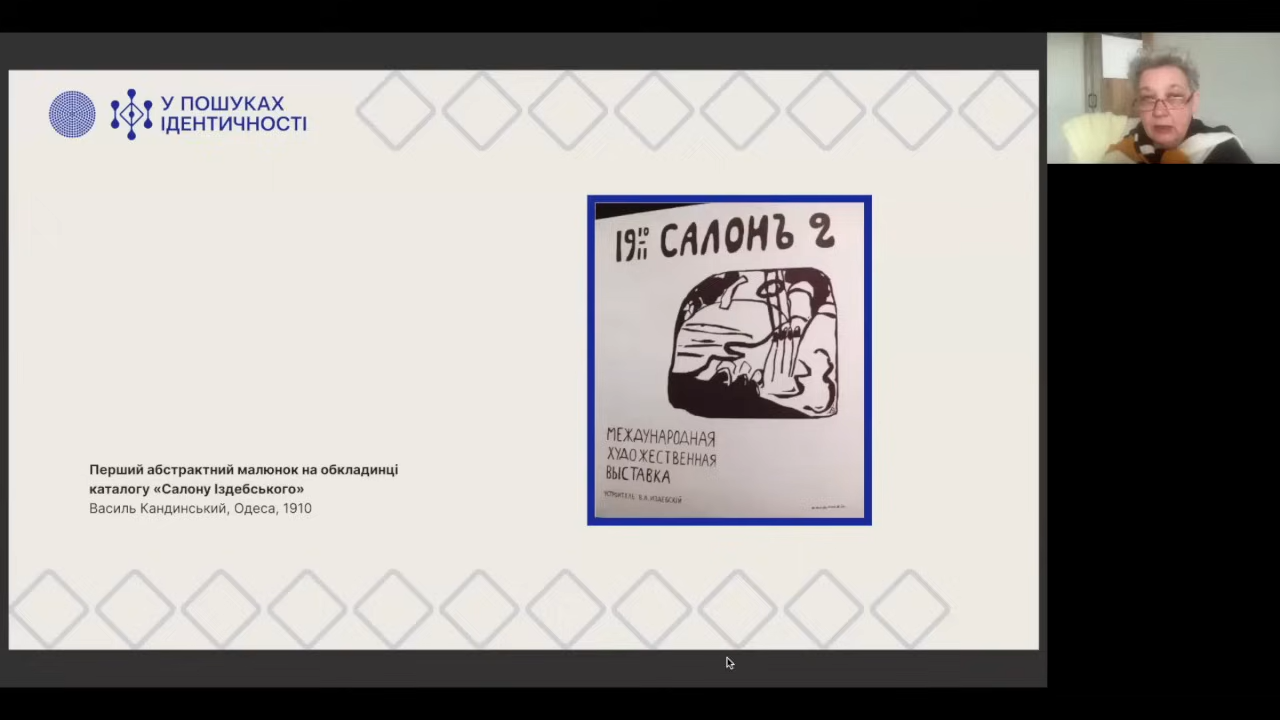 У ПОШУКАХ
ІДЕНТИЧНОСТІ
19 10 – 11 САЛОНЪ 2
МЕЖДУНАРОДНАЯ
ХУДОЖЕСТВЕННАЯ
ВЫСТАВКА
Перший абстрактний малюнок на обкладинці
каталогу «Салону Іздебського»
Василь Кандинський, Одеса, 1910